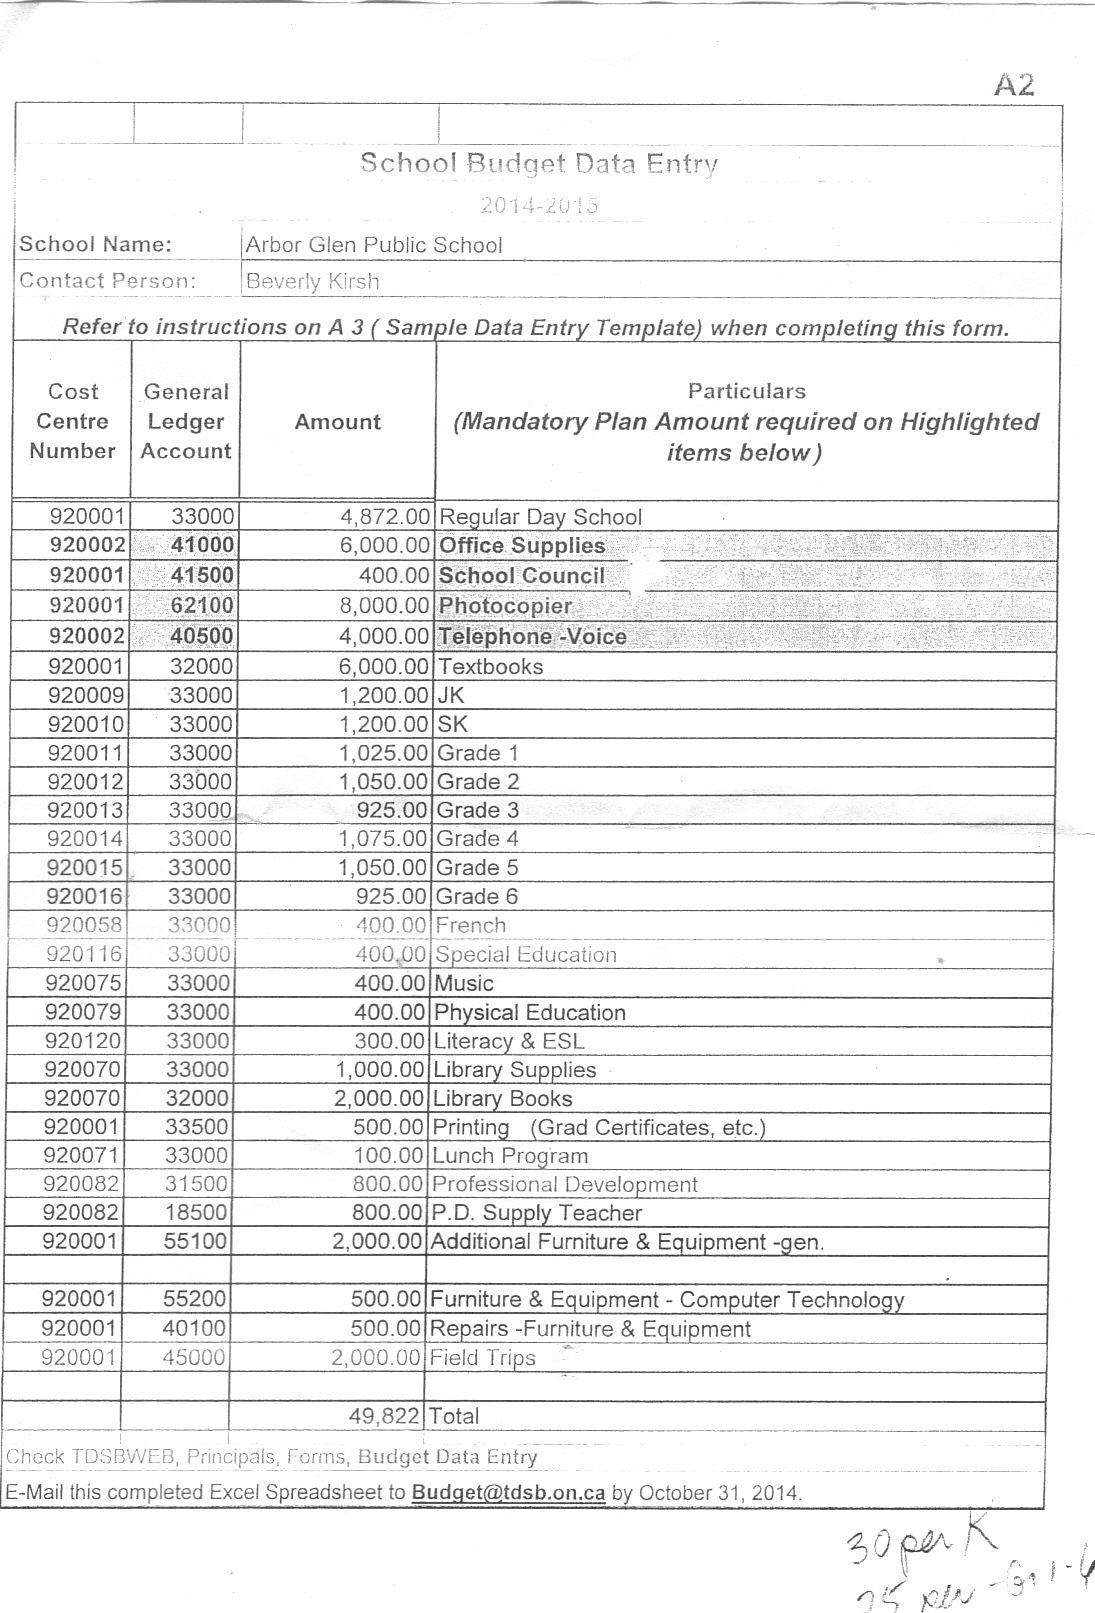 A2
School Budget Data Entry
2014-2015
School Name: Arbor Glen Public School
Contact Person: Beverly Kirsh
Refer to instructions on A 3 ( Sample Data Entry Template) when completing this form.
Cost Centre Number General Ledger Account Amount Particulars (Mandatory Plan Amount required on Highlighted items below)
920001 33000 4,872.00 Regular Day School
920002 41000 6,000.00 Office Supplies
920001 41500 400.00 School Council
920001 62100 8,000.00 Photocopier
920002 40500 4,000.00 Telephone -Voice
920001 32000 6,000.00 Textbooks
920009 33000 1,200.00 JK
920010 33000 1,200.00 SK
920011 33000 1,025.00 Grade 1
920012 33000 1,050.00 Grade 2
920013 33000 925.00 Grade 3
920014 33000 1,075.00 Grade 4
920015 33000 1,050.00 Grade 5
920016 33000 925.00 Grade 6
920058 33000 400.00 French
920116 33000 400.00 Special Education
920075 33000 400.00 Music
920079 33000 400.00 Physical Education
920120 33000 300.00 Literacy & ESL
920070 33000 1,000.00 Library Supplies
920070 32000 2,000.00 Library Books
920001 33500 500.00 Printing (Grad Certificates, etc.)
920071 33000 100.00 Lunch Program
920082 31500 800.00 Professional Development
920082 18500 800.00 P.D. Supply Teacher
920001 55100 2,000.00 Additional Furniture & Equipment -gen.
920001 55200 500.00 Furniture & Equipment - Computer Technology
920001 40100 500.00 Repairs -Furniture & Equipment
920001 45000 2,000.00 Field Trips
49,822 Total
Check TDSBWEB, Principals, Forms, Budget Data Entry
E-Mail this completed Excel Spreadsheet to Budget@tdsb.on.ca by October 31, 2014.
30 per K
25 per - Gr 1-6